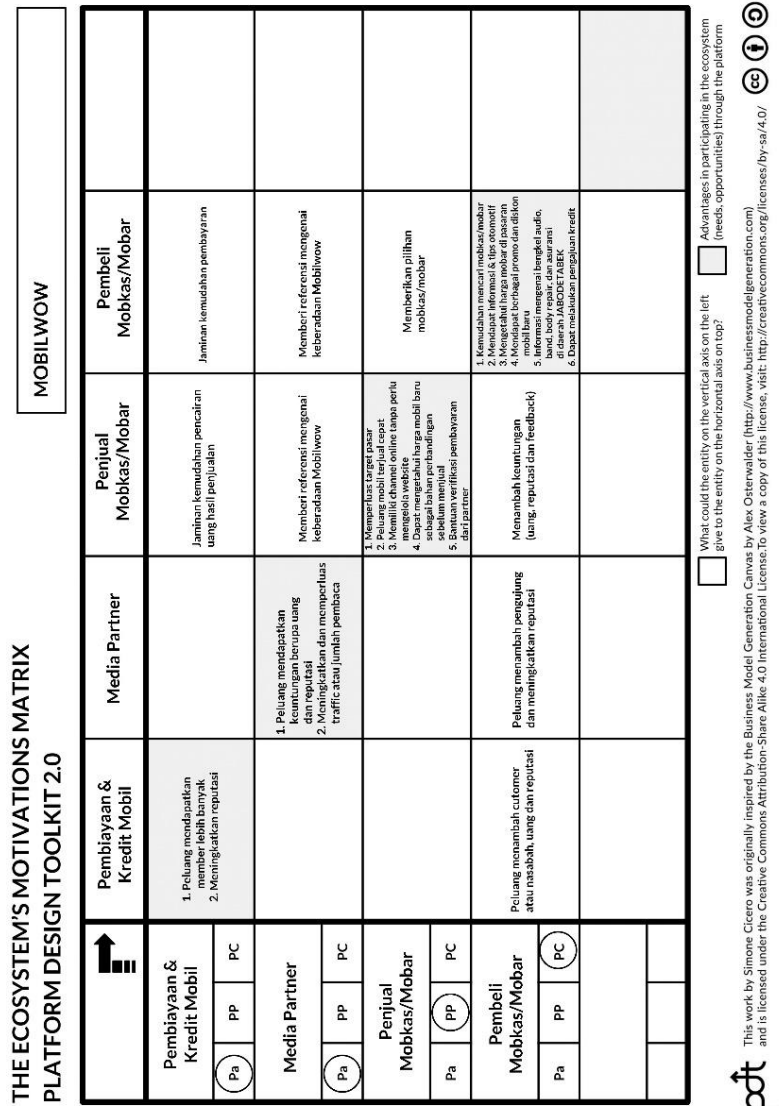 THE ECOSYSTEM'S MOTIVATIONS MATRIX
PLATFORM DESIGN TOOLKIT 2.0
MOBILWOW
Pembiayaan &
Kredit Mobil
Media Partner
Penjual
Mobkas/Mobar
Pembeli
Mobkas/Mobar
Pembiayaan &
Kredit Mobil
Pa PP PC
1. Peluang mendapatkan
member lebih banyak
2. Meningkatkan reputasi
Jaminan kemudahan pencairan
uang hasil penjualan
Jaminan kemudahan pembayaran
Media Partner
Pa PP PC
1. Peluang mendapatkan
keuntungan berupa uang
dan reputasi
2. Meningkatkan dan memperluas
traffic atau jumlah pembaca
Memberi referensi mengenai
keberadaan Mobilwow
Memberi referensi mengenai
keberadaan Mobilwow
Penjual
Mobkas/Mobar
Pa PP PC
1. Memperluas target pasar
2. Peluang mobil terjual cepat
3. Memiliki channel online tanpa perlu
mengelola website
4. Dapat mengetahui harga mobil baru
sebagai bahan perbandingan
sebelum menjual
5. Bantuan verifikasi pembayaran
dari partner
Memberikan pilihan
mobkas/mobar
Pembeli
Mobkas/Mobar
Pa PP PC
Peluang menambah cutomer
atau nasabah, uang dan reputasi
Peluang menambah pengujung
dan meningkatkan reputasi
Menambah keuntungan
(uang, reputasi dan feedback)
1. Kemudahan mencari mobkas/mobar
2. Mendapat informasi & tips otomotif
3. Mengetahui harga mobar di pasaran
4. Mendapat berbagai promo dan diskon
mobil baru
5. Informasi mengenai bengkel audio,
band, body repair, dan asuransi
di daerah JABODETABEK
6. Dapat melakukan pengajuan kredit
What could the entity on the vertical axis on the left
give to the entity on the horizontal axis on top?
Advantages in participating in the ecosystem
(needs, opportunities) through the platform
This work by Simone Cicero was originally inspired by the Business Model Generation Canvas by Alex Osterwalder (http://www.businessmodelgeneration.com)
and is licensed under the Creative Commons Attribution-Share Alike 4.0 International License.To view a copy of this license, visit: http://creativecommons.org/licenses/by-sa/4.0/
cc